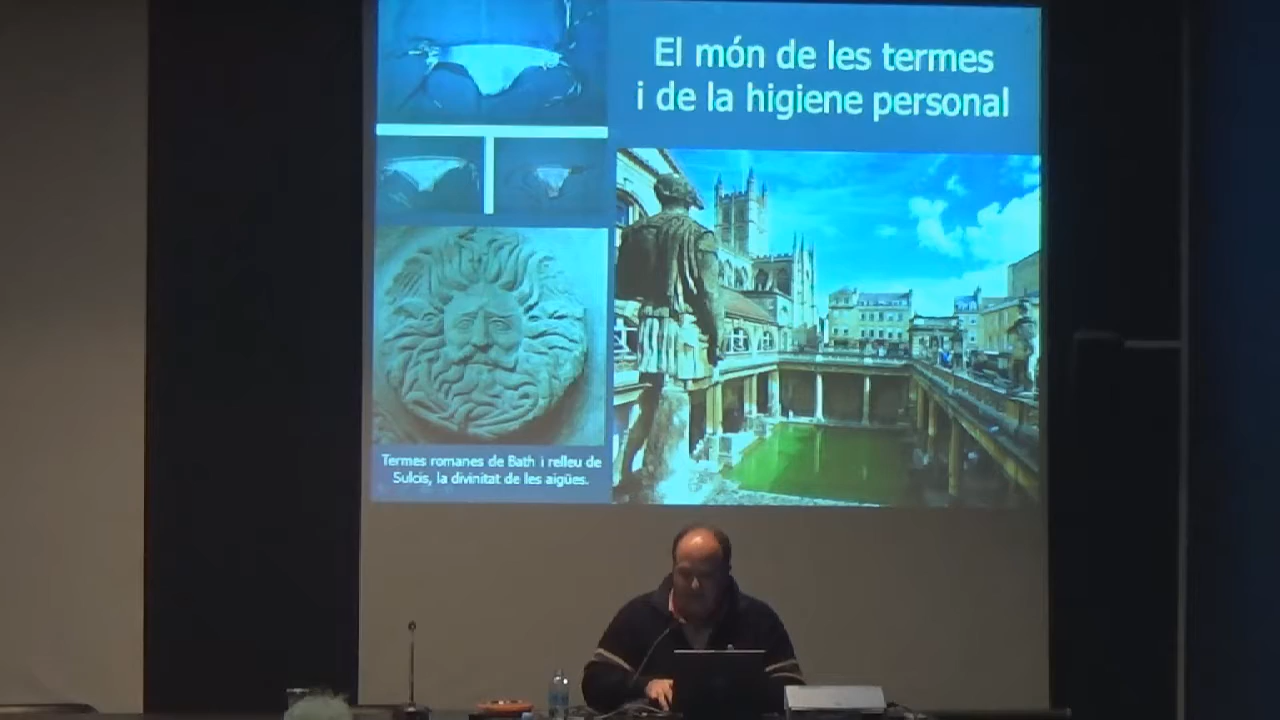 El món de les termes
i de la higiene personal
Termes romanes de Bath i relleu de
Sulcis, la divinitat de les aigües.